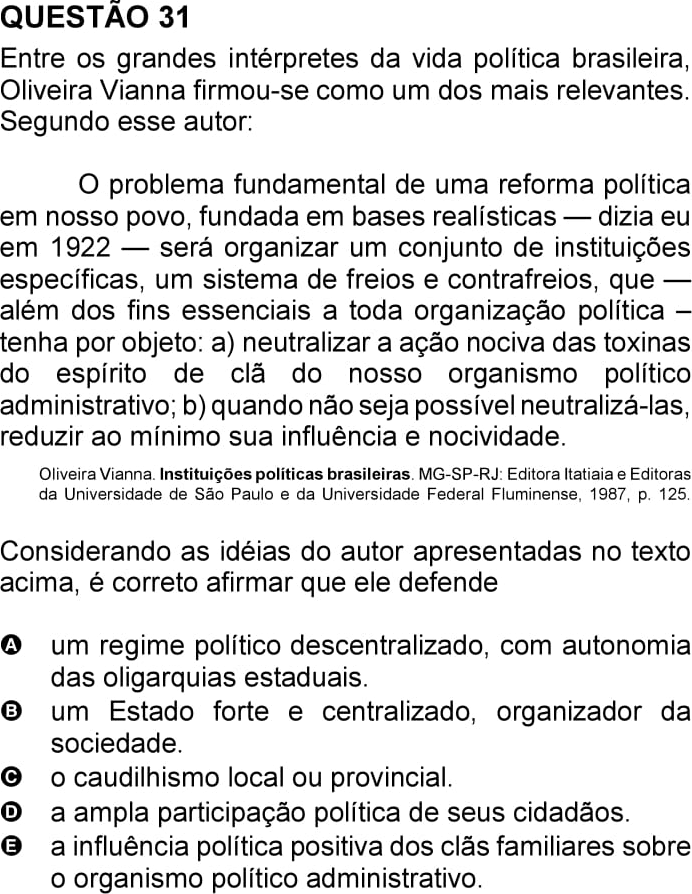 QUESTÃO 31
Entre os grandes intérpretes da vida política brasileira,
Oliveira Vianna firmou-se como um dos mais relevantes.
Segundo esse autor:
O problema fundamental de uma reforma política
em nosso povo, fundada em bases realísticas — dizia eu
em 1922 — será organizar um conjunto de instituições
específicas, um sistema de freios e contrafreios, que —
além dos fins essenciais a toda organização política –
tenha por objeto: a) neutralizar a ação nociva das toxinas
do espírito de clã do nosso organismo político
administrativo; b) quando não seja possível neutralizá-las,
reduzir ao mínimo sua influência e nocividade.
Oliveira Vianna. Instituições políticas brasileiras. MG-SP-RJ: Editora Itatiaia e Editoras
da Universidade de São Paulo e da Universidade Federal Fluminense, 1987, p. 125.
Considerando as idéias do autor apresentadas no texto
acima, é correto afirmar que ele defende
A um regime político descentralizado, com autonomia
das oligarquias estaduais.
B um Estado forte e centralizado, organizador da
sociedade.
C o caudilhismo local ou provincial.
D a ampla participação política de seus cidadãos.
E a influência política positiva dos clãs familiares sobre
o organismo político administrativo.